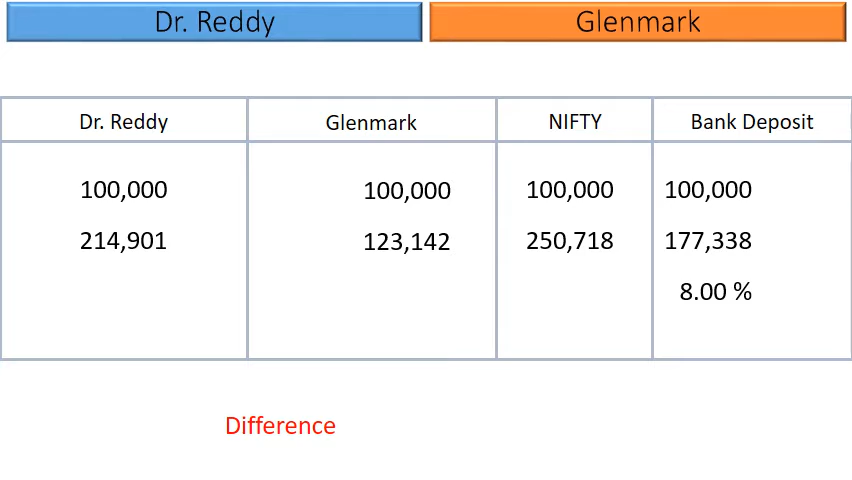 Dr. Reddy Glenmark
Dr. Reddy Glenmark NIFTY Bank Deposit
100,000 100,000 100,000 100,000
214,901 123,142 250,718 177,338
8.00 %
Difference